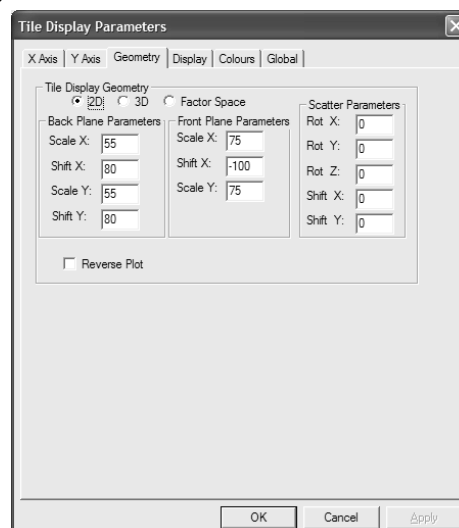 Tile Display Parameters
X Axis Y Axis Geometry Display Colours Global
Tile Display Geometry
2D 3D Factor Space
Back Plane Parameters
Scale X: 55
Shift X: 80
Scale Y: 55
Shift Y: 80
Front Plane Parameters
Scale X: 75
Shift X: -100
Scale Y: 75
Scatter Parameters
Rot X: 0
Rot Y: 0
Rot Z: 0
Shift X: 0
Shift Y: 0
Reverse Plot
OK Cancel Apply